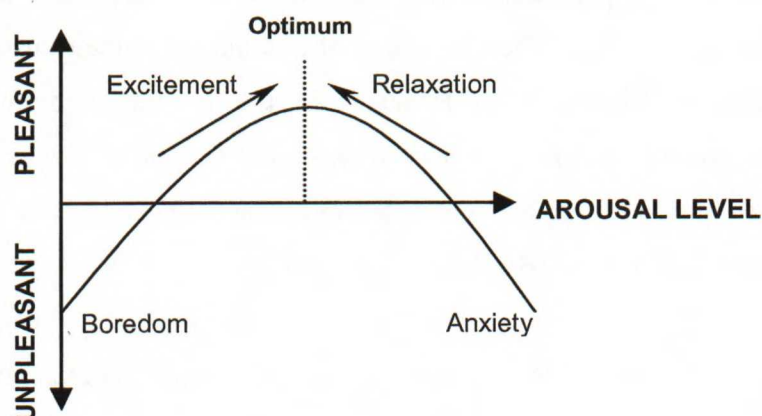 Optimum
PLEASANT
Excitement
Relaxation
AROUSAL LEVEL
UNPLEASANT
Boredom
Anxiety